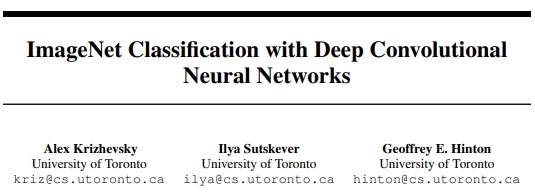 ImageNet Classification with Deep Convolutional
Neural Networks
Alex Krizhevsky
University of Toronto
kriz@cs.utoronto.ca
Ilya Sutskever
University of Toronto
ilya@cs.utoronto.ca
Geoffrey E. Hinton
University of Toronto
hinton@cs.utoronto.ca